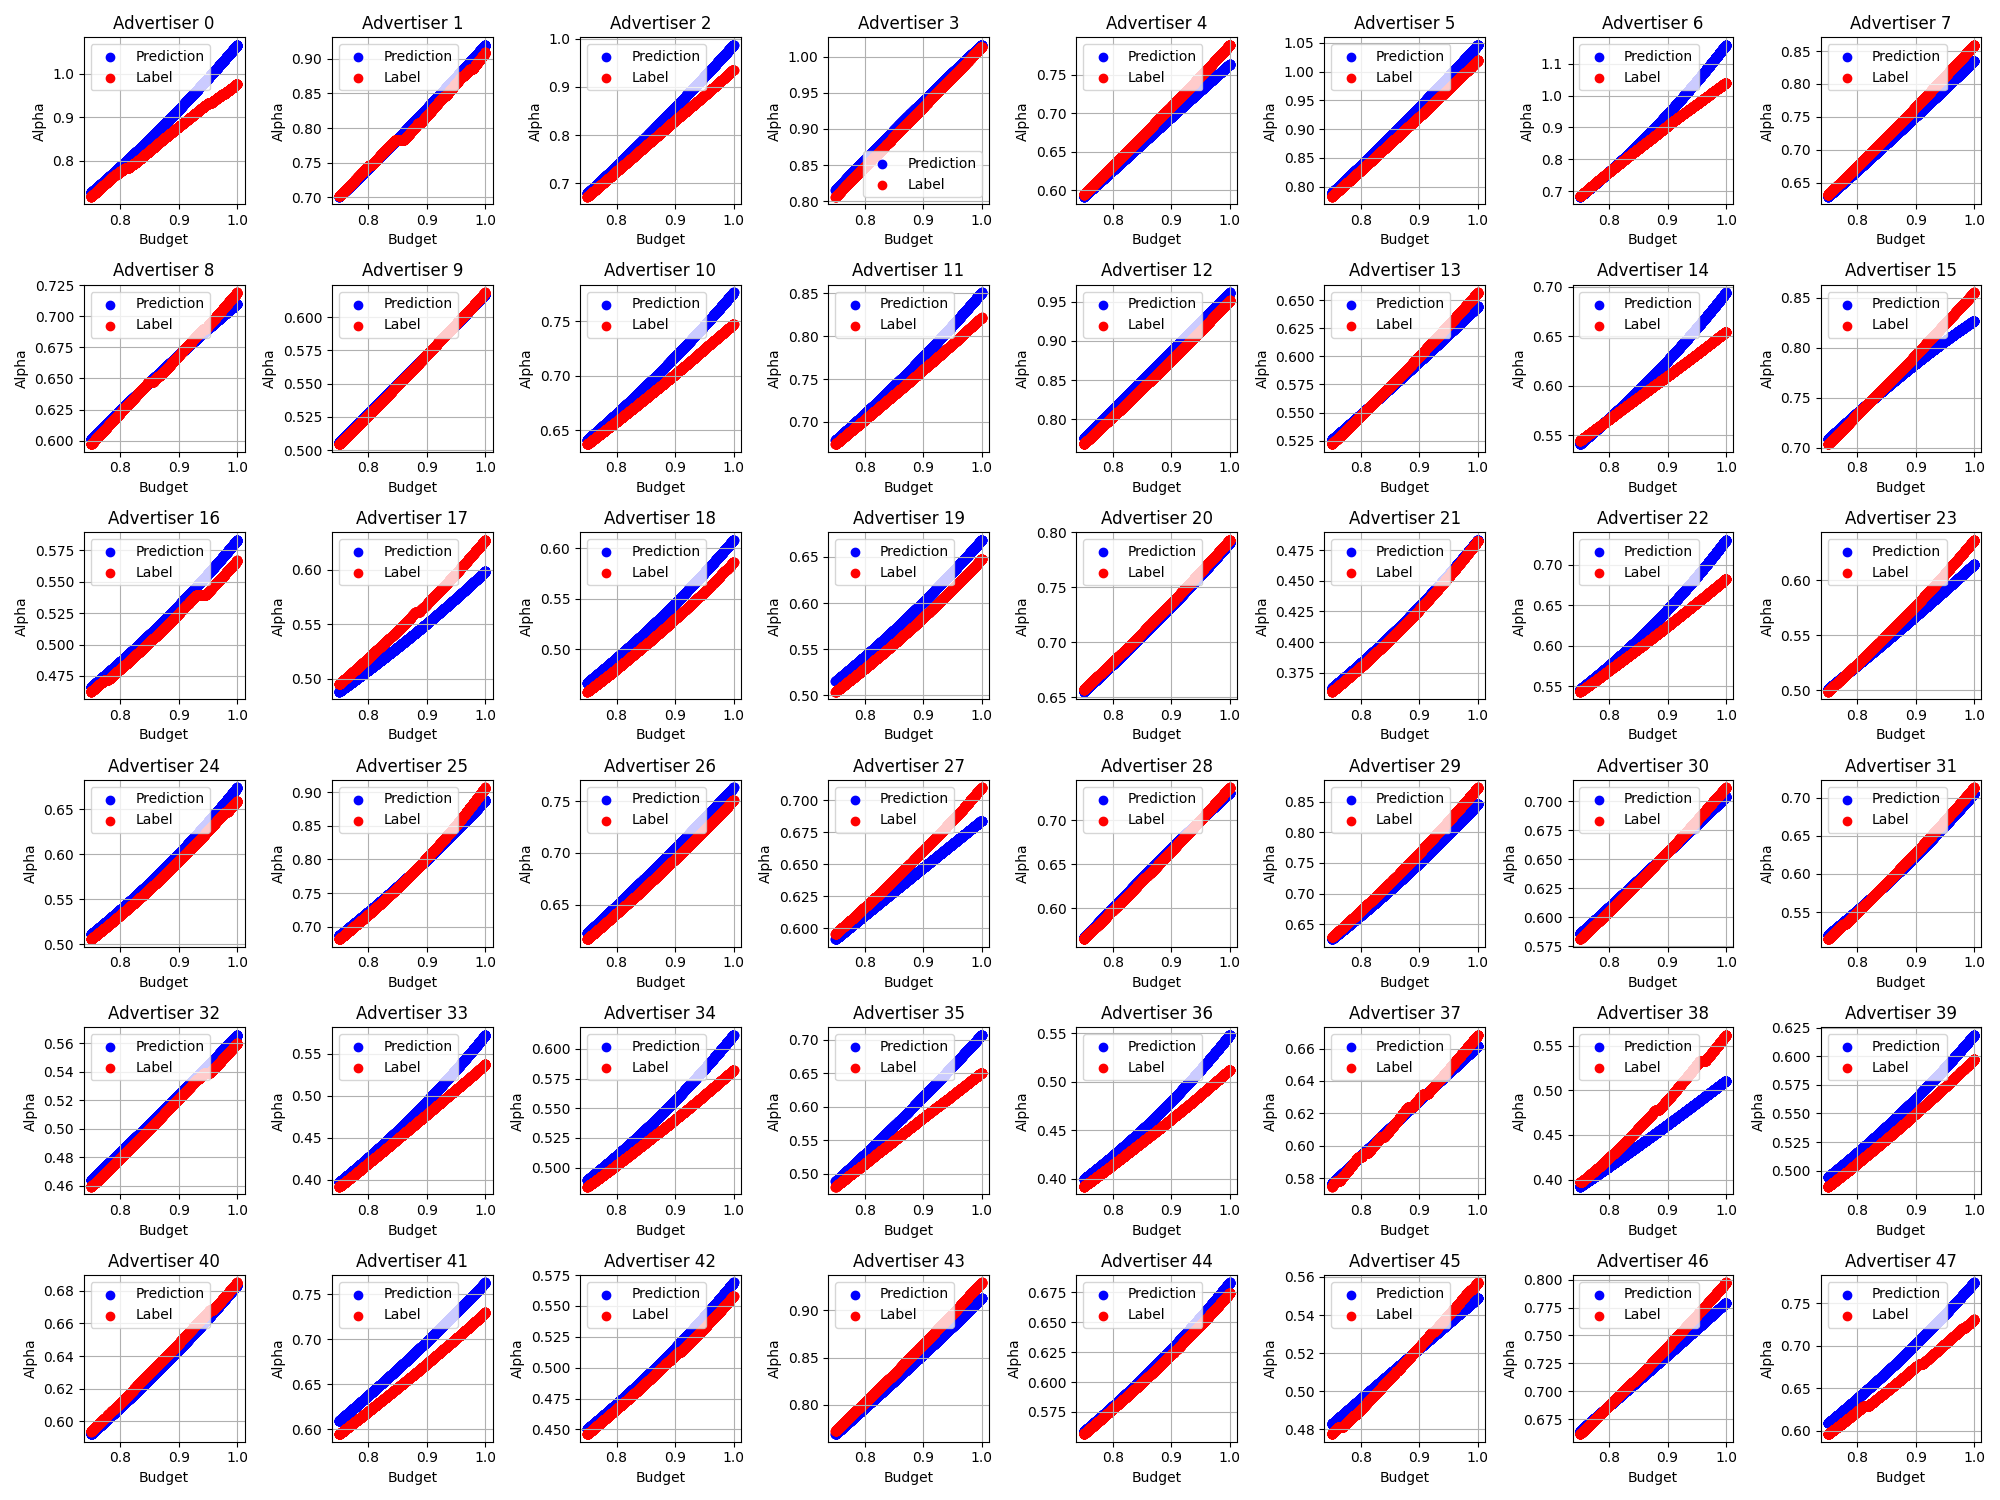 Advertiser 0 Advertiser 1 Advertiser 2 Advertiser 3 Advertiser 4 Advertiser 5 Advertiser 6 Advertiser 7
Prediction Label
Alpha
1.0 0.9 0.8
0.8 0.9 1.0
Budget
Prediction Label
Alpha
0.90 0.85 0.80 0.75 0.70
0.8 0.9 1.0
Budget
Prediction Label
Alpha
1.0 0.9 0.8 0.7
0.8 0.9 1.0
Budget
Prediction Label
Alpha
1.00 0.95 0.90 0.85 0.80
0.8 0.9 1.0
Budget
Prediction Label
Alpha
0.75 0.70 0.65 0.60
0.8 0.9 1.0
Budget
Prediction Label
Alpha
1.05 1.00 0.95 0.90 0.85 0.80
0.8 0.9 1.0
Budget
Prediction Label
Alpha
1.1 1.0 0.9 0.8 0.7
0.8 0.9 1.0
Budget
Prediction Label
Alpha
0.85 0.80 0.75 0.70 0.65
0.8 0.9 1.0
Budget
Advertiser 8 Advertiser 9 Advertiser 10 Advertiser 11 Advertiser 12 Advertiser 13 Advertiser 14 Advertiser 15
Prediction Label
Alpha
0.725 0.700 0.675 0.650 0.625 0.600
0.8 0.9 1.0
Budget
Prediction Label
Alpha
0.600 0.575 0.550 0.525 0.500
0.8 0.9 1.0
Budget
Prediction Label
Alpha
0.75 0.70 0.65
0.8 0.9 1.0
Budget
Prediction Label
Alpha
0.85 0.80 0.75 0.70
0.8 0.9 1.0
Budget
Prediction Label
Alpha
0.95 0.90 0.85 0.80
0.8 0.9 1.0
Budget
Prediction Label
Alpha
0.650 0.625 0.600 0.575 0.550 0.525
0.8 0.9 1.0
Budget
Prediction Label
Alpha
0.70 0.65 0.60 0.55
0.8 0.9 1.0
Budget
Prediction Label
Alpha
0.85 0.80 0.75 0.70
0.8 0.9 1.0
Budget
Advertiser 16 Advertiser 17 Advertiser 18 Advertiser 19 Advertiser 20 Advertiser 21 Advertiser 22 Advertiser 23
Prediction Label
Alpha
0.575 0.550 0.525 0.500 0.475
0.8 0.9 1.0
Budget
Prediction Label
Alpha
0.60 0.55 0.50
0.8 0.9 1.0
Budget
Prediction Label
Alpha
0.60 0.55 0.50
0.8 0.9 1.0
Budget
Prediction Label
Alpha
0.65 0.60 0.55 0.50
0.8 0.9 1.0
Budget
Prediction Label
Alpha
0.80 0.75 0.70 0.65
0.8 0.9 1.0
Budget
Prediction Label
Alpha
0.475 0.450 0.425 0.400 0.375
0.8 0.9 1.0
Budget
Prediction Label
Alpha
0.70 0.65 0.60 0.55
0.8 0.9 1.0
Budget
Prediction Label
Alpha
0.60 0.55 0.50
0.8 0.9 1.0
Budget
Advertiser 24 Advertiser 25 Advertiser 26 Advertiser 27 Advertiser 28 Advertiser 29 Advertiser 30 Advertiser 31
Prediction Label
Alpha
0.65 0.60 0.55 0.50
0.8 0.9 1.0
Budget
Prediction Label
Alpha
0.90 0.85 0.80 0.75 0.70
0.8 0.9 1.0
Budget
Prediction Label
Alpha
0.75 0.70 0.65
0.8 0.9 1.0
Budget
Prediction Label
Alpha
0.700 0.675 0.650 0.625 0.600
0.8 0.9 1.0
Budget
Prediction Label
Alpha
0.70 0.65 0.60
0.8 0.9 1.0
Budget
Prediction Label
Alpha
0.85 0.80 0.75 0.70 0.65
0.8 0.9 1.0
Budget
Prediction Label
Alpha
0.700 0.675 0.650 0.625 0.600 0.575
0.8 0.9 1.0
Budget
Prediction Label
Alpha
0.70 0.65 0.60 0.55
0.8 0.9 1.0
Budget
Advertiser 32 Advertiser 33 Advertiser 34 Advertiser 35 Advertiser 36 Advertiser 37 Advertiser 38 Advertiser 39
Prediction Label
Alpha
0.56 0.54 0.52 0.50 0.48 0.46
0.8 0.9 1.0
Budget
Prediction Label
Alpha
0.55 0.50 0.45 0.40
0.8 0.9 1.0
Budget
Prediction Label
Alpha
0.600 0.575 0.550 0.525 0.500
0.8 0.9 1.0
Budget
Prediction Label
Alpha
0.70 0.65 0.60 0.55 0.50
0.8 0.9 1.0
Budget
Prediction Label
Alpha
0.55 0.50 0.45 0.40
0.8 0.9 1.0
Budget
Prediction Label
Alpha
0.66 0.64 0.62 0.60 0.58
0.8 0.9 1.0
Budget
Prediction Label
Alpha
0.55 0.50 0.45 0.40
0.8 0.9 1.0
Budget
Prediction Label
Alpha
0.625 0.600 0.575 0.550 0.525 0.500
0.8 0.9 1.0
Budget
Advertiser 40 Advertiser 41 Advertiser 42 Advertiser 43 Advertiser 44 Advertiser 45 Advertiser 46 Advertiser 47
Prediction Label
Alpha
0.68 0.66 0.64 0.62 0.60
0.8 0.9 1.0
Budget
Prediction Label
Alpha
0.75 0.70 0.65 0.60
0.8 0.9 1.0
Budget
Prediction Label
Alpha
0.575 0.550 0.525 0.500 0.475 0.450
0.8 0.9 1.0
Budget
Prediction Label
Alpha
0.90 0.85 0.80
0.8 0.9 1.0
Budget
Prediction Label
Alpha
0.675 0.650 0.625 0.600 0.575
0.8 0.9 1.0
Budget
Prediction Label
Alpha
0.56 0.54 0.52 0.50 0.48
0.8 0.9 1.0
Budget
Prediction Label
Alpha
0.800 0.775 0.750 0.725 0.700 0.675
0.8 0.9 1.0
Budget
Prediction Label
Alpha
0.75 0.70 0.65 0.60
0.8 0.9 1.0
Budget